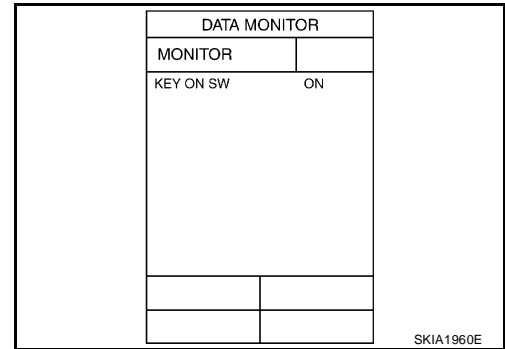 DATA MONITOR
MONITOR
KEY ON SW ON
SKIA1960E